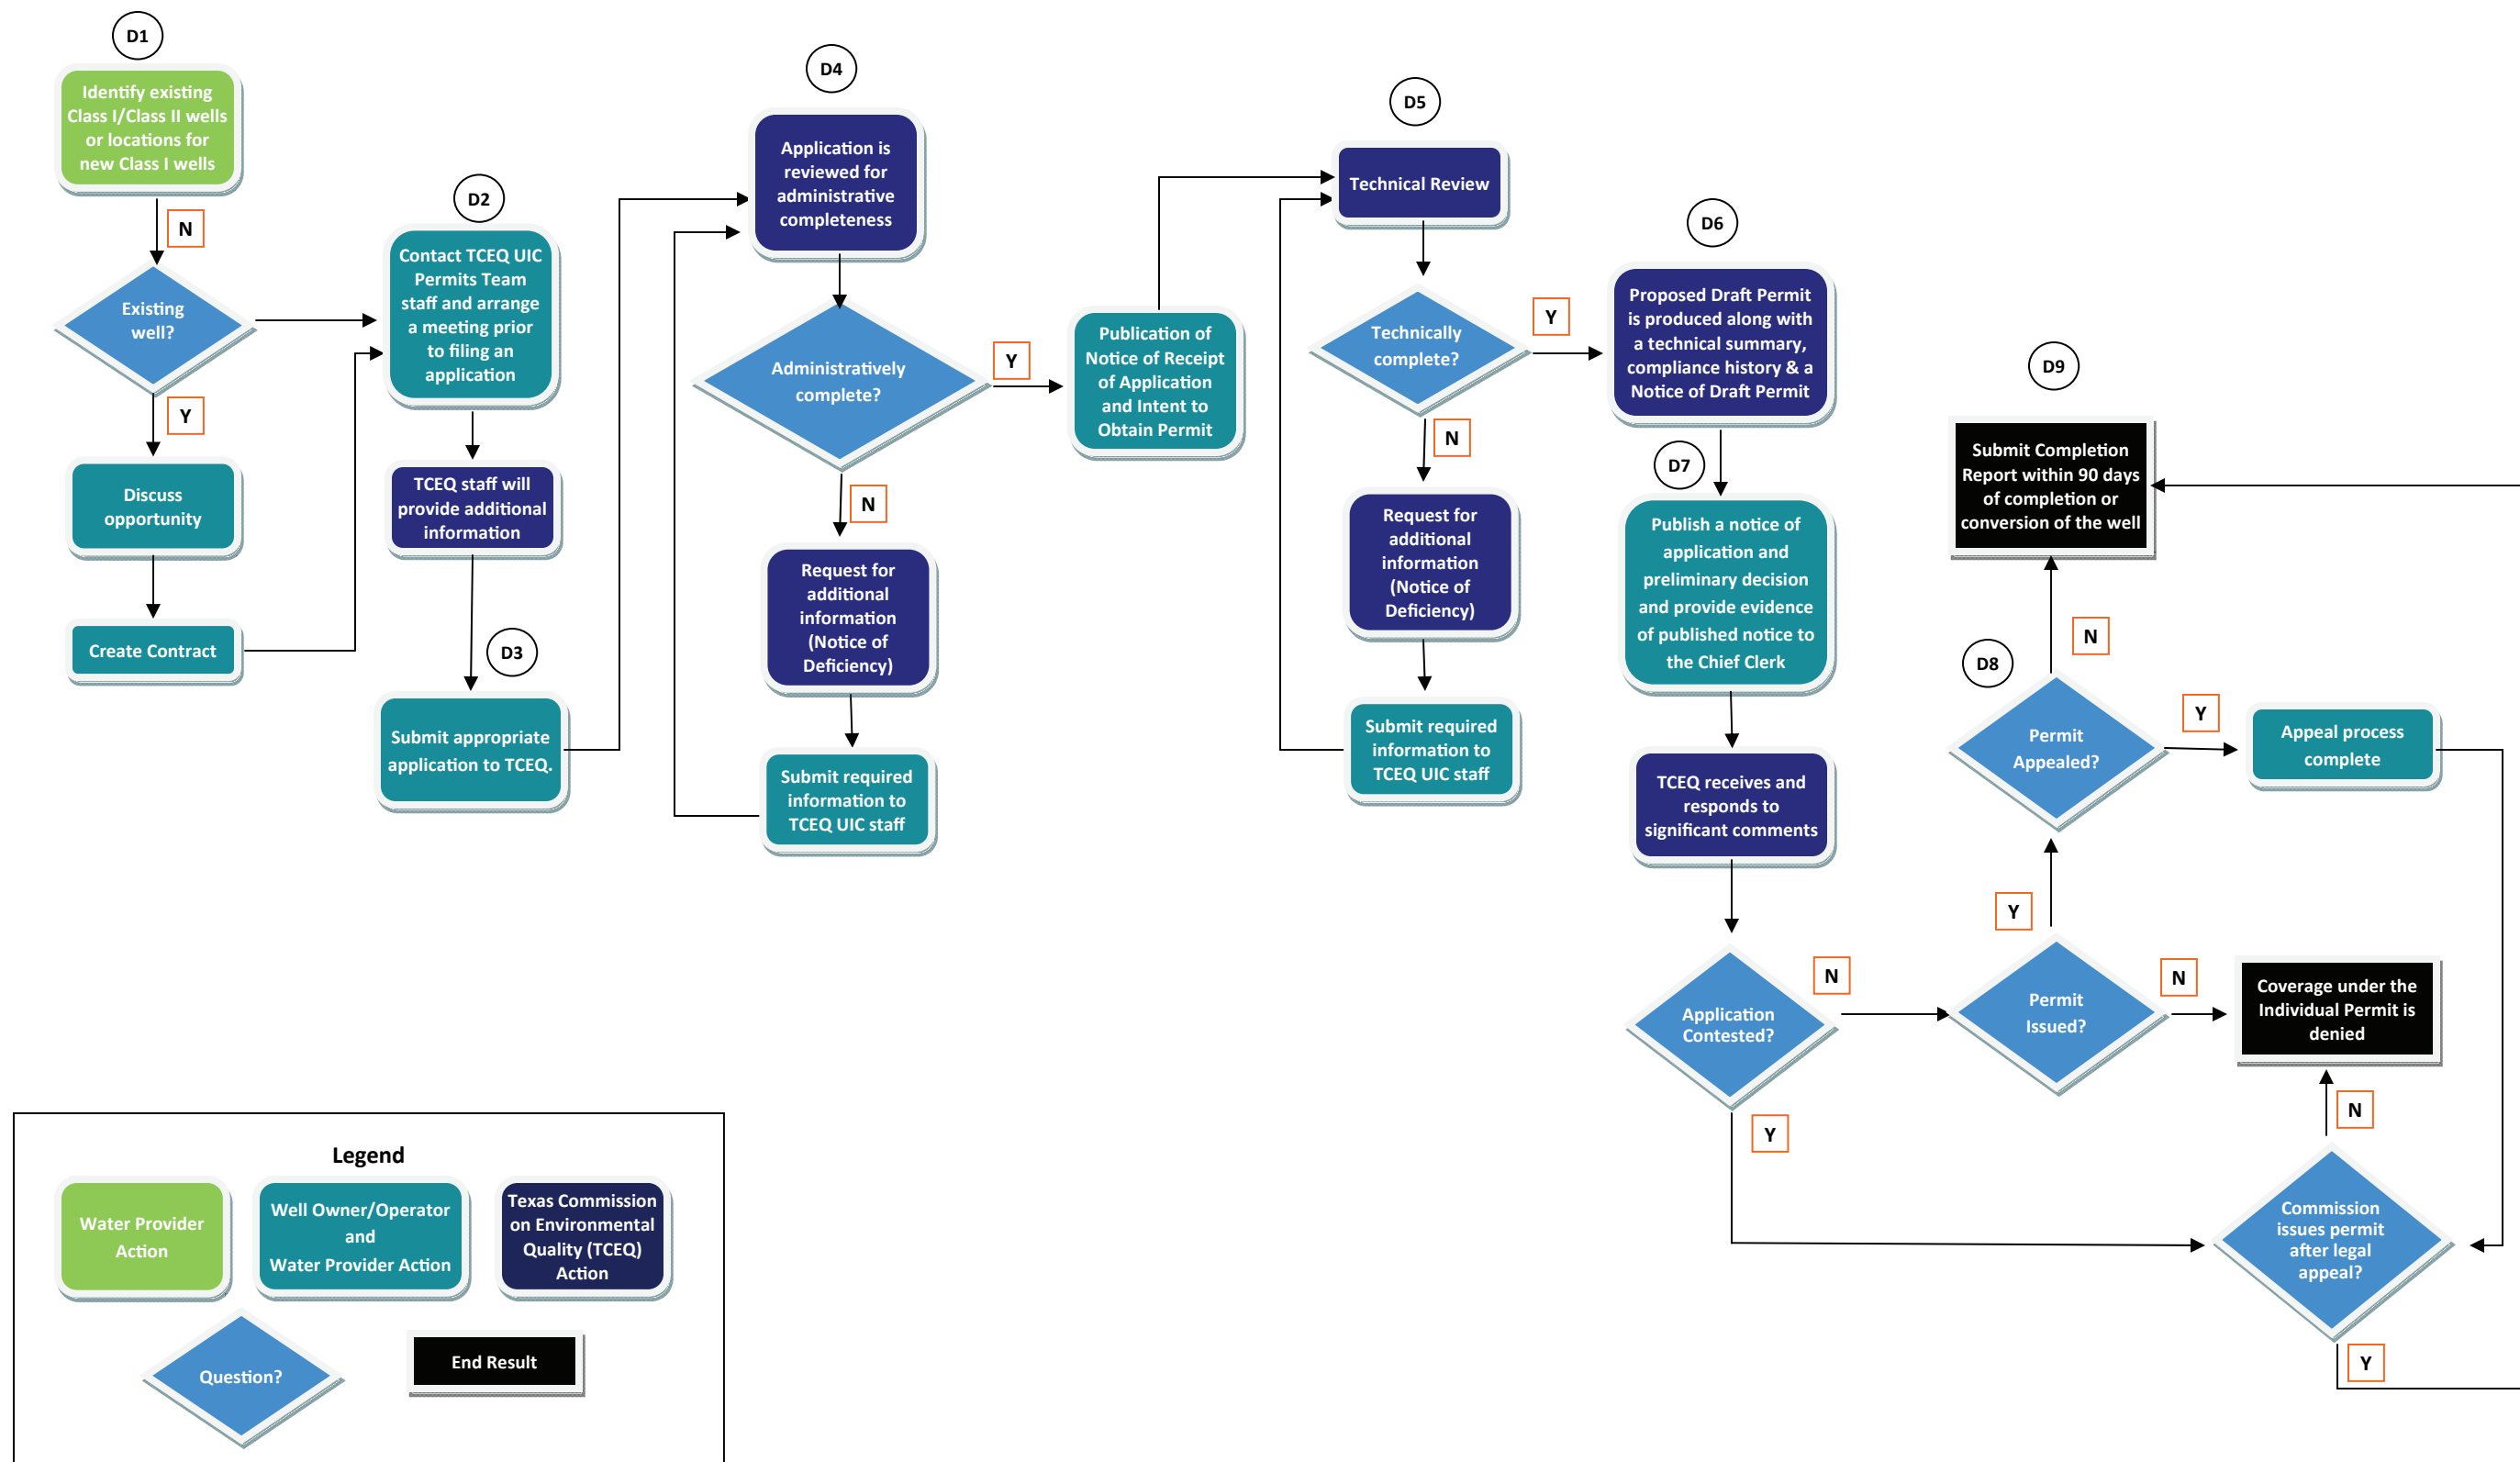 D1
Identify existing
Class I/Class II wells
or locations for
new Class I wells
N
Existing
well?
Y
Discuss
opportunity
Create Contract
D2
Contact TCEQ UIC
Permits Team
staff and arrange
a meeting prior
to filing an
application
TCEQ staff will
provide additional
information
D3
Submit appropriate
application to TCEQ.
D4
Application is
reviewed for
administrative
completeness
Administratively
complete?
Y
N
Request for
additional
information
(Notice of
Deficiency)
Submit required
information to
TCEQ UIC staff
Publication of
Notice of Receipt
of Application
and Intent to
Obtain Permit
D5
Technical Review
Technically
complete?
Y
N
Request for
additional
information
(Notice of
Deficiency)
Submit required
information to
TCEQ UIC staff
D6
Proposed Draft Permit
is produced along with
a technical summary,
compliance history & a
Notice of Draft Permit
D7
Publish a notice of
application and
preliminary decision
and provide evidence
of published notice to
the Chief Clerk
TCEQ receives and
responds to
significant comments
Application
Contested?
N
Y
D9
Submit Completion
Report within 90 days
of completion or
conversion of the well
N
D8
Permit
Appealed?
Y
Appeal process
complete
Y
Permit
Issued?
N
Coverage under the
Individual Permit is
denied
N
Commission
issues permit
after legal
appeal?
Y
Legend
Water Provider
Action
Well Owner/Operator
and
Water Provider Action
Texas Commission
on Environmental
Quality (TCEQ)
Action
Question?
End Result